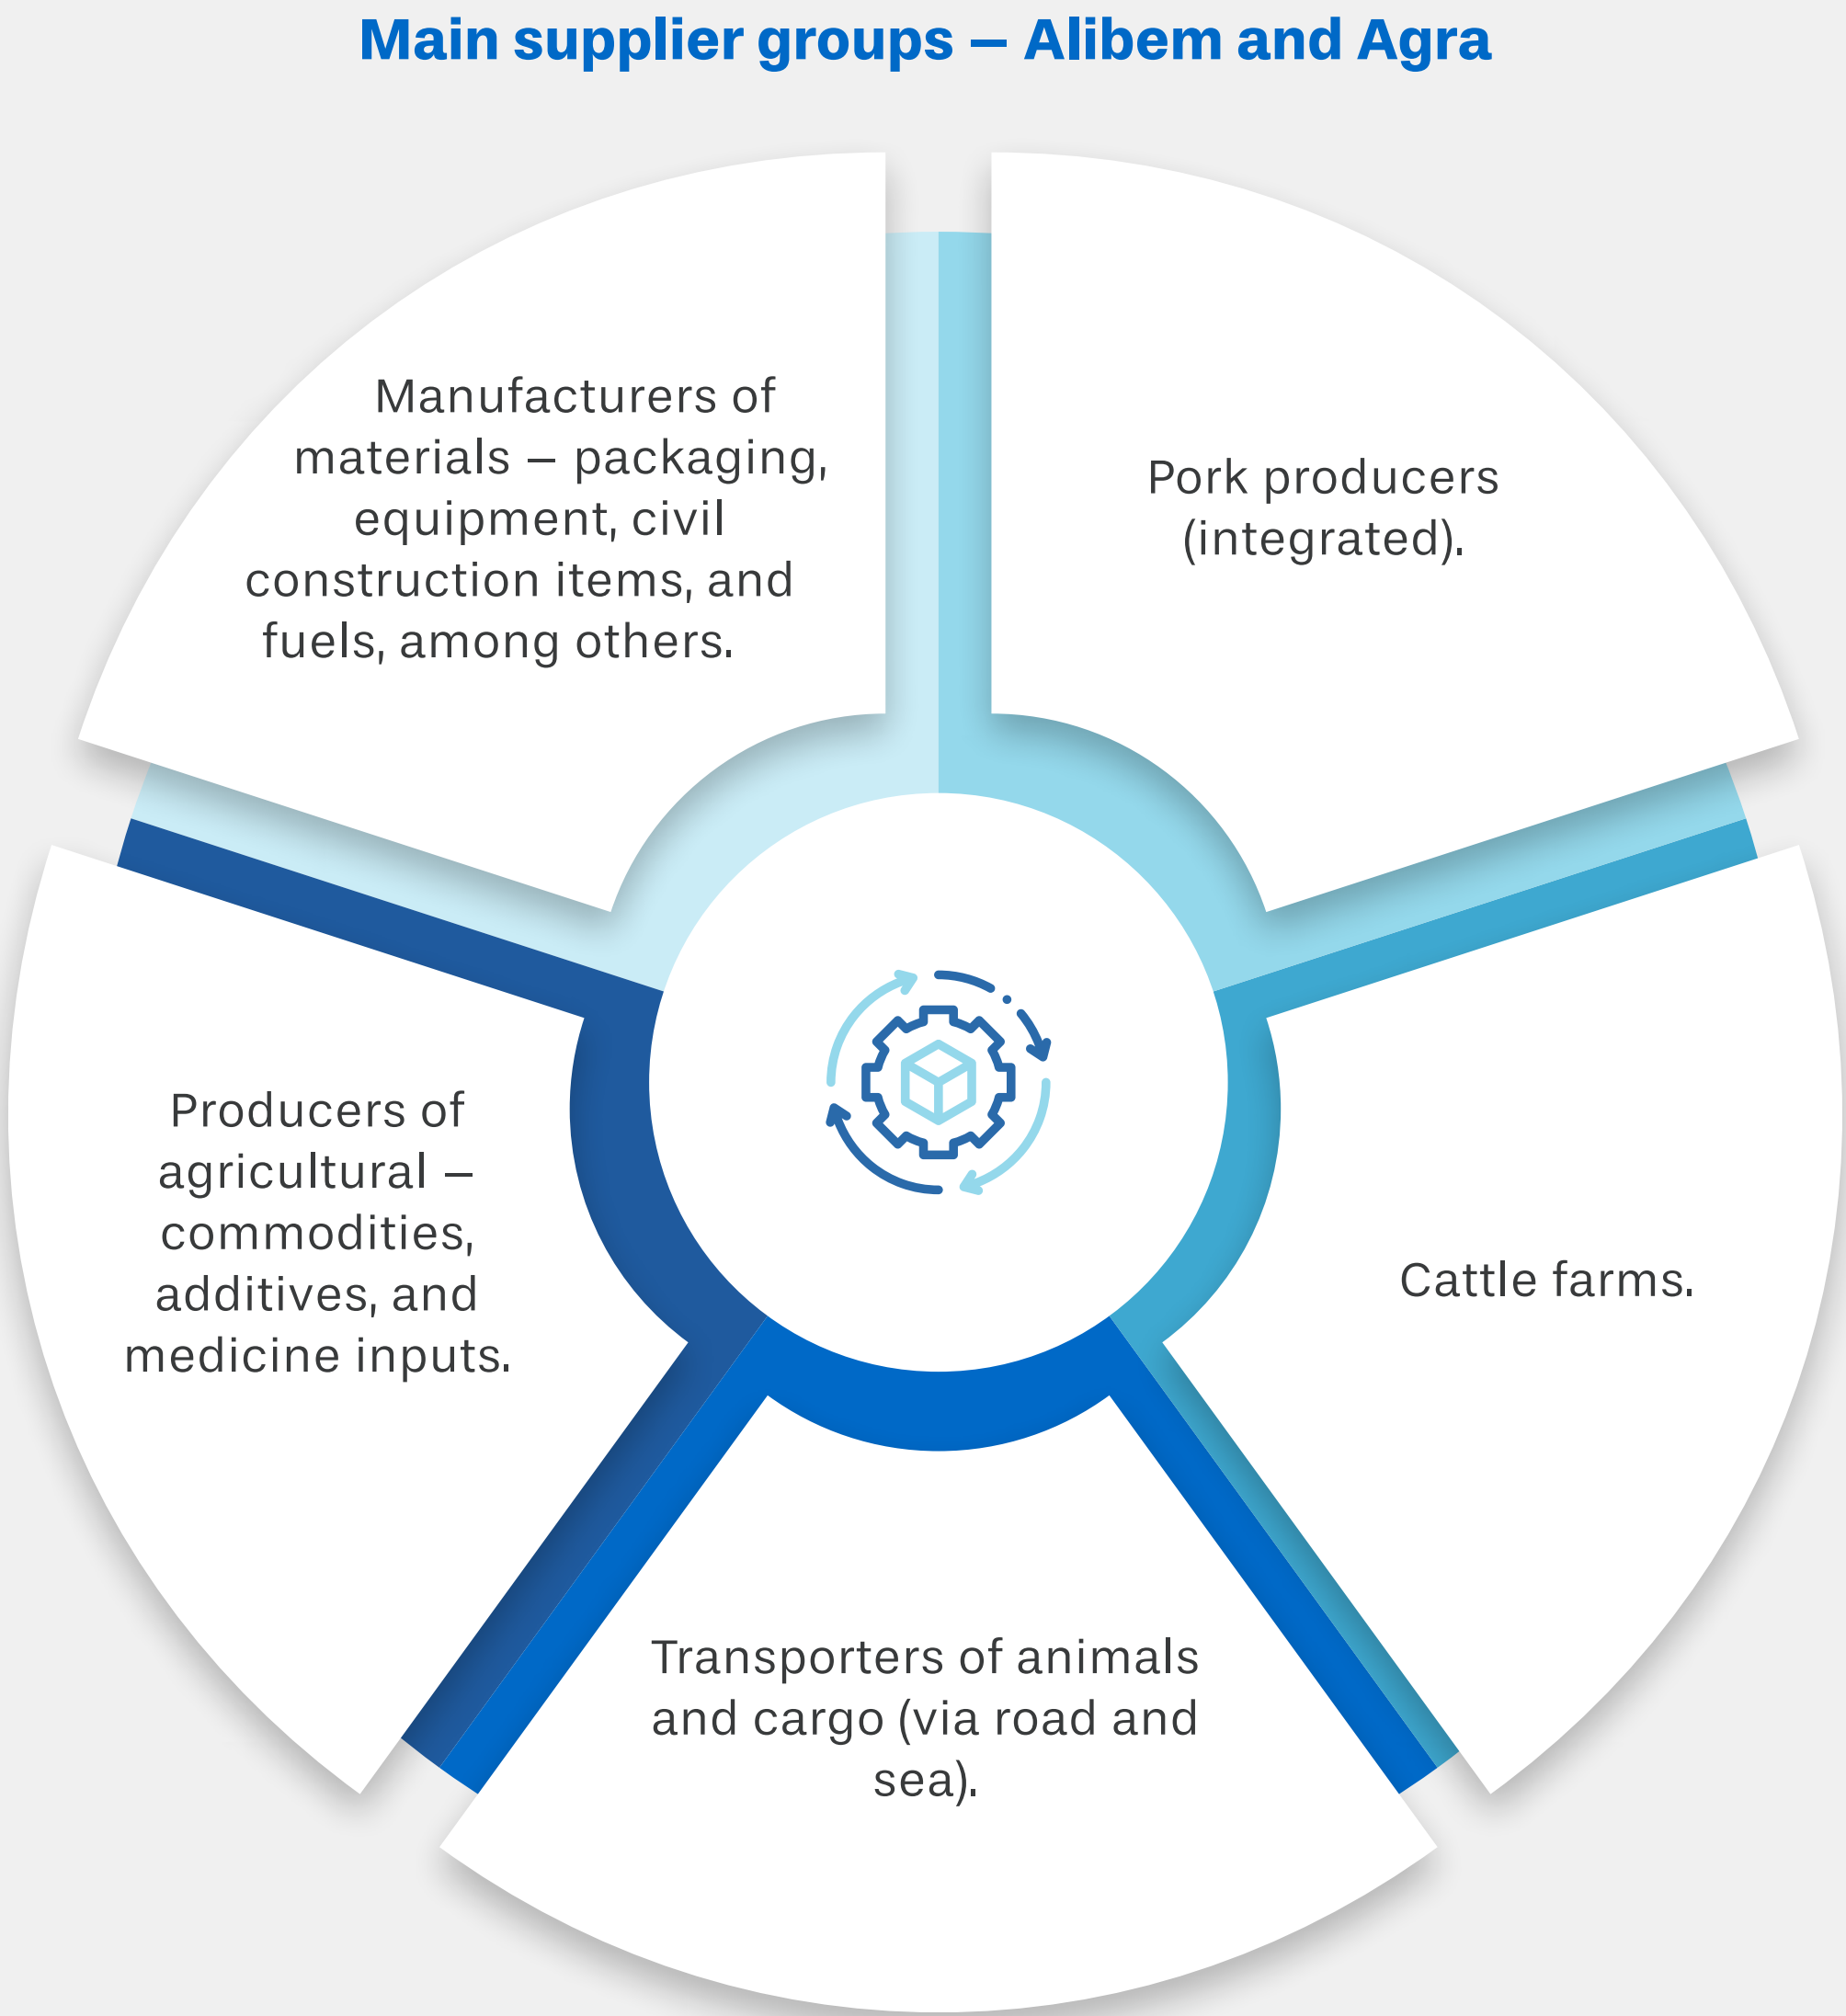 Main supplier groups — Alibem and Agra
Manufacturers of
materials – packaging,
equipment, civil
construction items, and
fuels, among others.
Pork producers
(integrated).
Producers of
agricultural –
commodities,
additives, and
medicine inputs.
Cattle farms.
Transporters of animals
and cargo (via road and
sea).